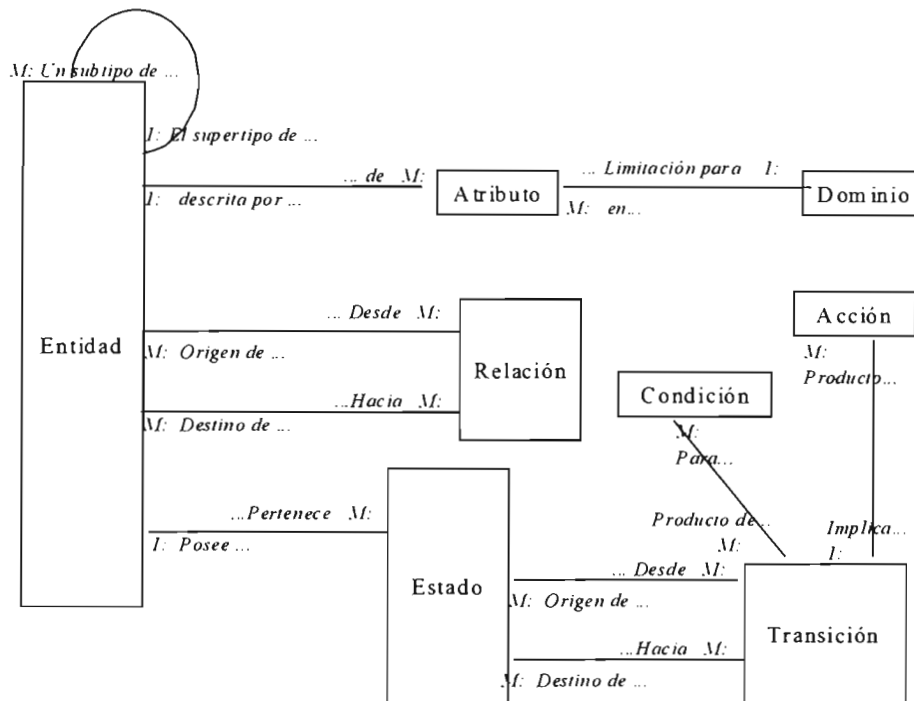 M: Un subtipo de ...
1: El supertipo de ...
... de M:
1: descrita por ...
Atributo
... Limitación para 1:
M: en...
Dominio
Entidad
... Desde M:
M: Origen de ...
...Hacia M:
M: Destino de ...
Relación
Acción
M:
Producto...
Condición
M:
Para...
...Pertenece M:
1: Posee ...
Estado
Producto de...
M:
Implica...
1:
... Desde M:
M: Origen de ...
...Hacia M:
M: Destino de ...
Transición